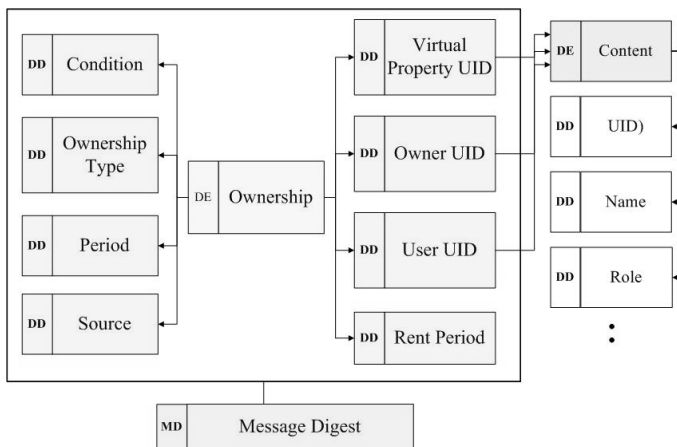 DD Condition
DD Ownership
Type
DD Period
DD Source
DE Ownership
DD Virtual
Property UID
DD Owner UID
DD User UID
DD Rent Period
DE Content
DD UID)
DD Name
DD Role
MD Message Digest